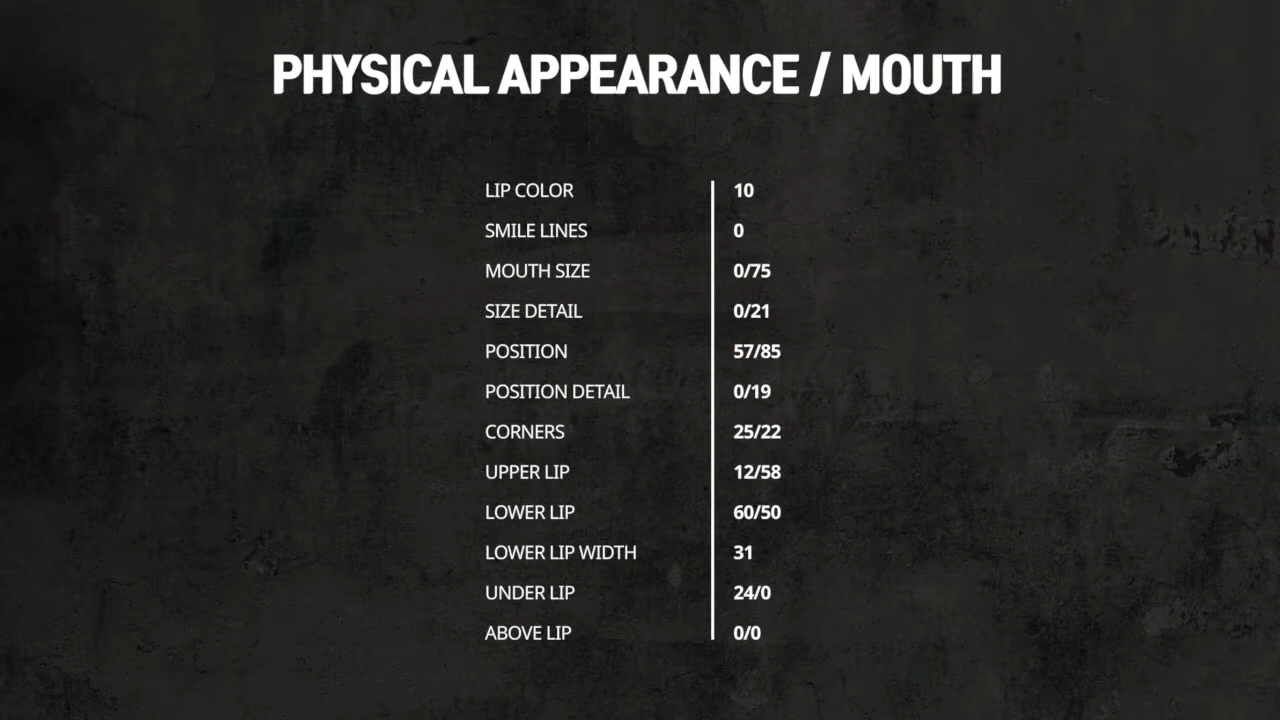 PHYSICAL APPEARANCE / MOUTH
LIP COLOR 10
SMILE LINES 0
MOUTH SIZE 0/75
SIZE DETAIL 0/21
POSITION 57/85
POSITION DETAIL 0/19
CORNERS 25/22
UPPER LIP 12/58
LOWER LIP 60/50
LOWER LIP WIDTH 31
UNDER LIP 24/0
ABOVE LIP 0/0